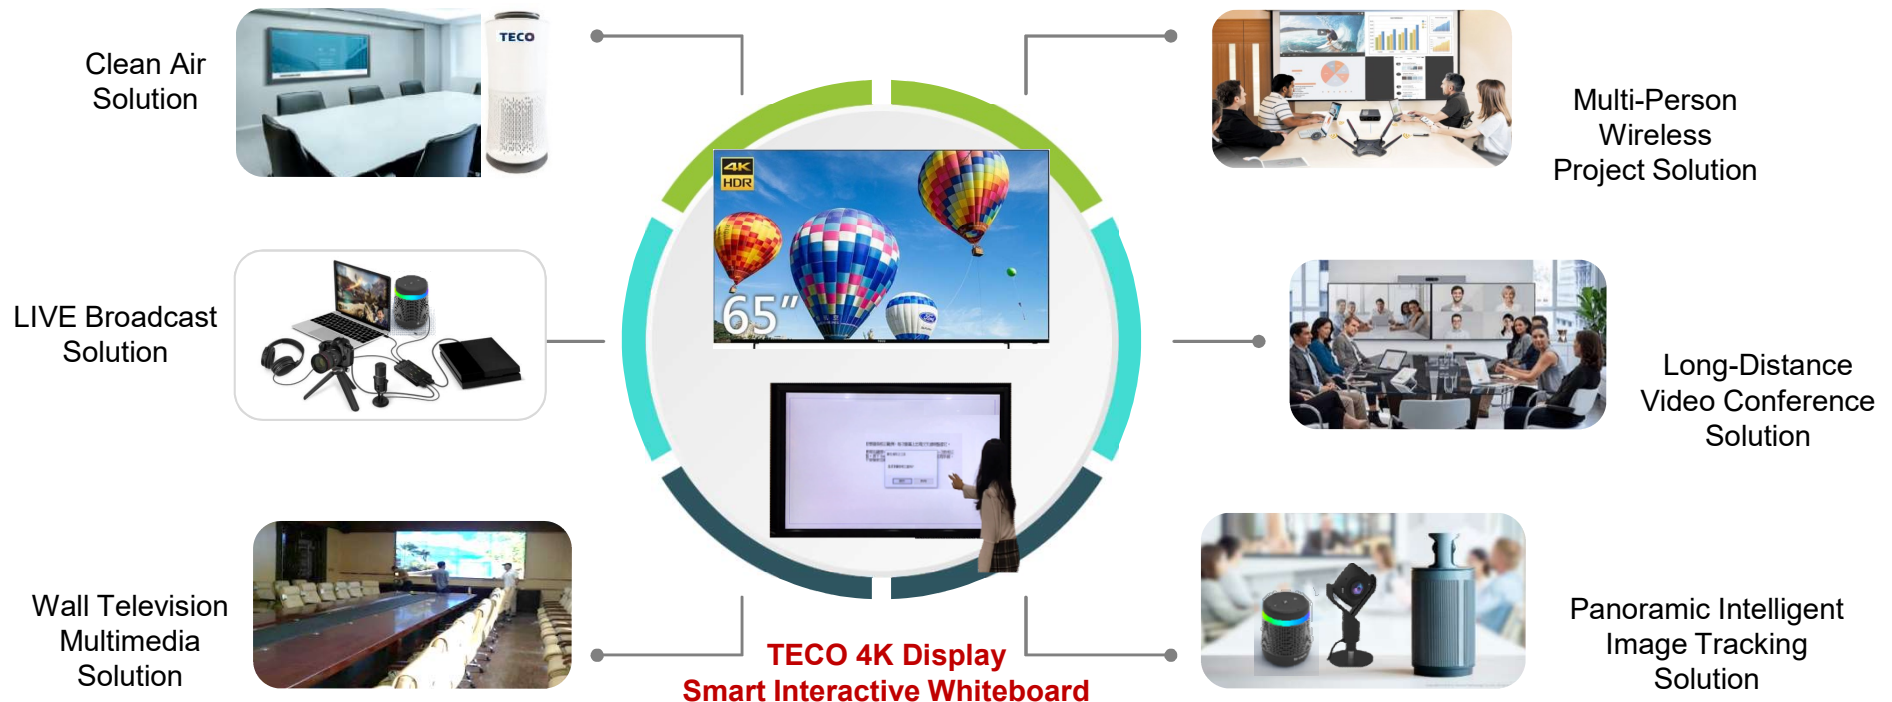 Clean Air
Solution
TECO
Multi-Person
Wireless
Project Solution
4K
HDR
65"
Ford
LIVE Broadcast
Solution
Long-Distance
Video Conference
Solution
Wall Television
Multimedia
Solution
Panoramic Intelligent
Image Tracking
Solution
TECO 4K Display
Smart Interactive Whiteboard